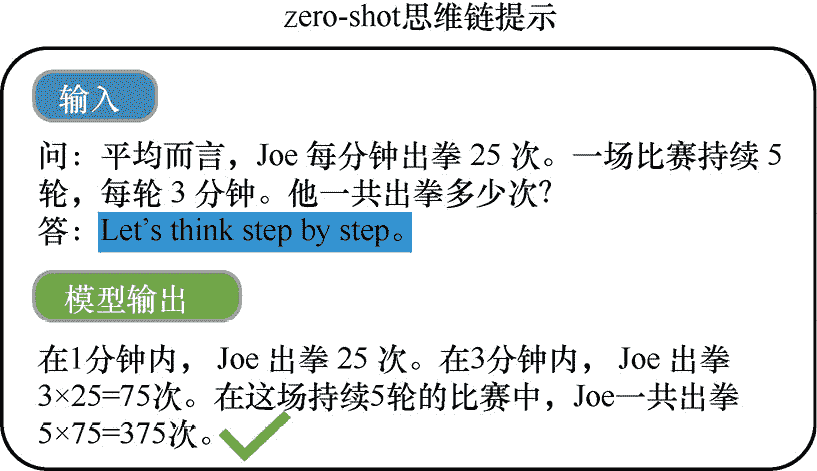 zero-shot思维链提示
输入
问：平均而言，Joe 每分钟出拳 25 次。一场比赛持续 5
轮，每轮 3 分钟。他一共出拳多少次？
答：Let’s think step by step。
模型输出
在1分钟内， Joe 出拳 25 次。在3分钟内， Joe 出拳
3×25=75次。在这场持续5轮的比赛中，Joe一共出拳
5×75=375次。